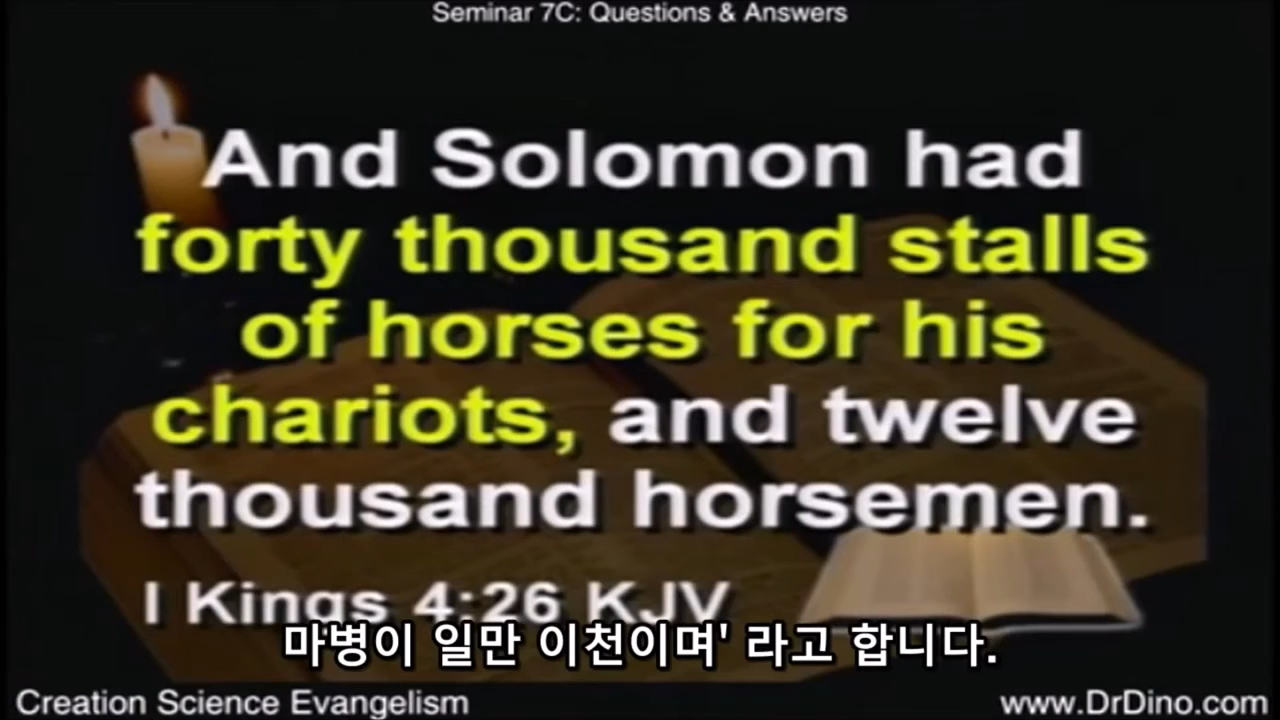 Seminar 7C: Questions & Answers
And Solomon had
forty thousand stalls
of horses for his
chariots, and twelve
thousand horsemen.
I Kings 4:26 KJV
마병이 일만 이천이며' 라고 합니다.
Creation Science Evangelism
www.DrDino.com